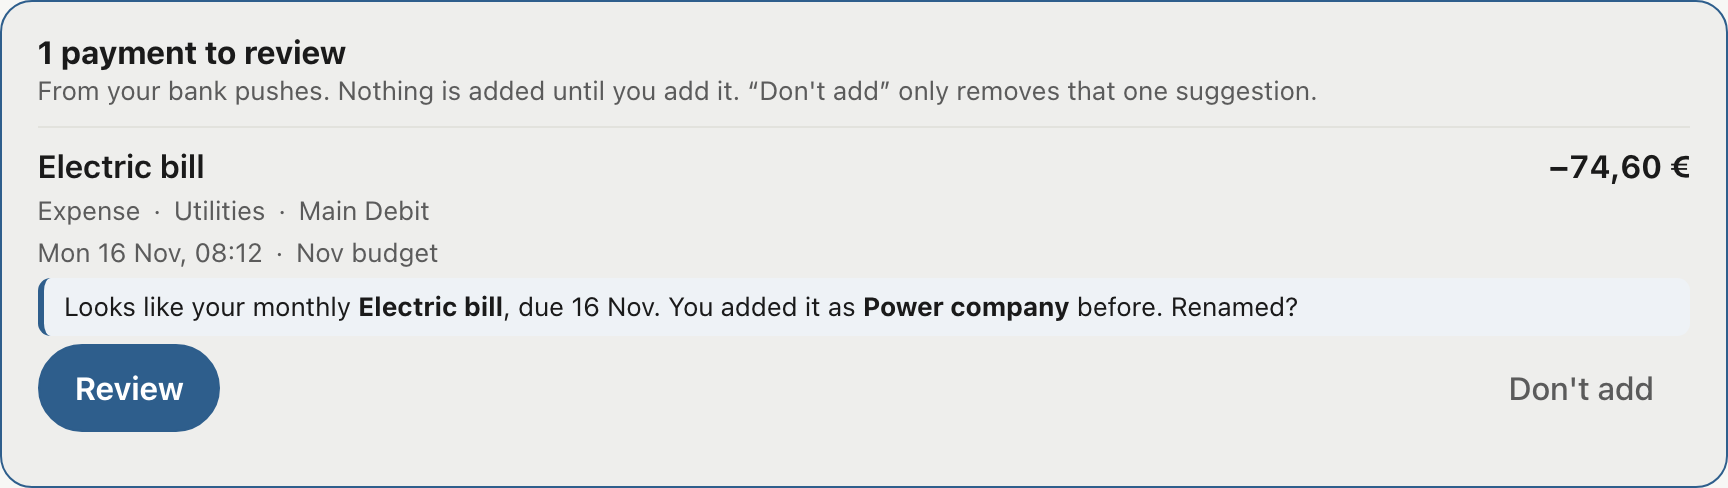 1 payment to review
From your bank pushes. Nothing is added until you add it. “Don't add” only removes that one suggestion.
Electric bill
–74,60 €
Expense · Utilities · Main Debit
Mon 16 Nov, 08:12 · Nov budget
Looks like your monthly Electric bill, due 16 Nov. You added it as Power company before. Renamed?
Review
Don't add